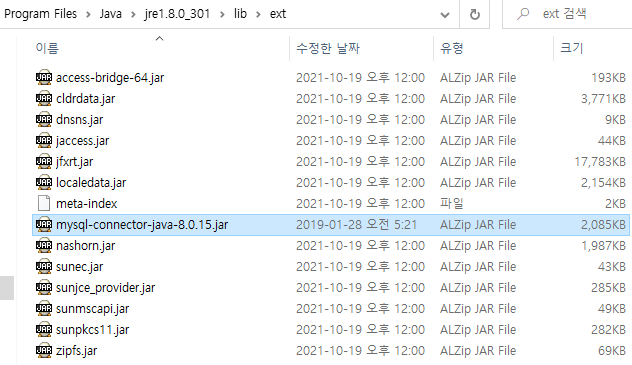 Program Files > Java > jre1.8.0_301 > lib > ext ext 검색
이름 수정한 날짜 유형 크기
access-bridge-64.jar 2021-10-19 오후 12:00 ALZip JAR File 193KB
cldrdata.jar 2021-10-19 오후 12:00 ALZip JAR File 3,771KB
dnsns.jar 2021-10-19 오후 12:00 ALZip JAR File 9KB
jaccess.jar 2021-10-19 오후 12:00 ALZip JAR File 44KB
jfxrt.jar 2021-10-19 오후 12:00 ALZip JAR File 17,783KB
localedata.jar 2021-10-19 오후 12:00 ALZip JAR File 2,154KB
meta-index 2021-10-19 오후 12:00 파일 2KB
mysql-connector-java-8.0.15.jar 2019-01-28 오전 5:21 ALZip JAR File 2,085KB
nashorn.jar 2021-10-19 오후 12:00 ALZip JAR File 1,987KB
sunec.jar 2021-10-19 오후 12:00 ALZip JAR File 43KB
sunjce_provider.jar 2021-10-19 오후 12:00 ALZip JAR File 285KB
sunmscapi.jar 2021-10-19 오후 12:00 ALZip JAR File 49KB
sunpkcs11.jar 2021-10-19 오후 12:00 ALZip JAR File 282KB
zipfs.jar 2021-10-19 오후 12:00 ALZip JAR File 69KB